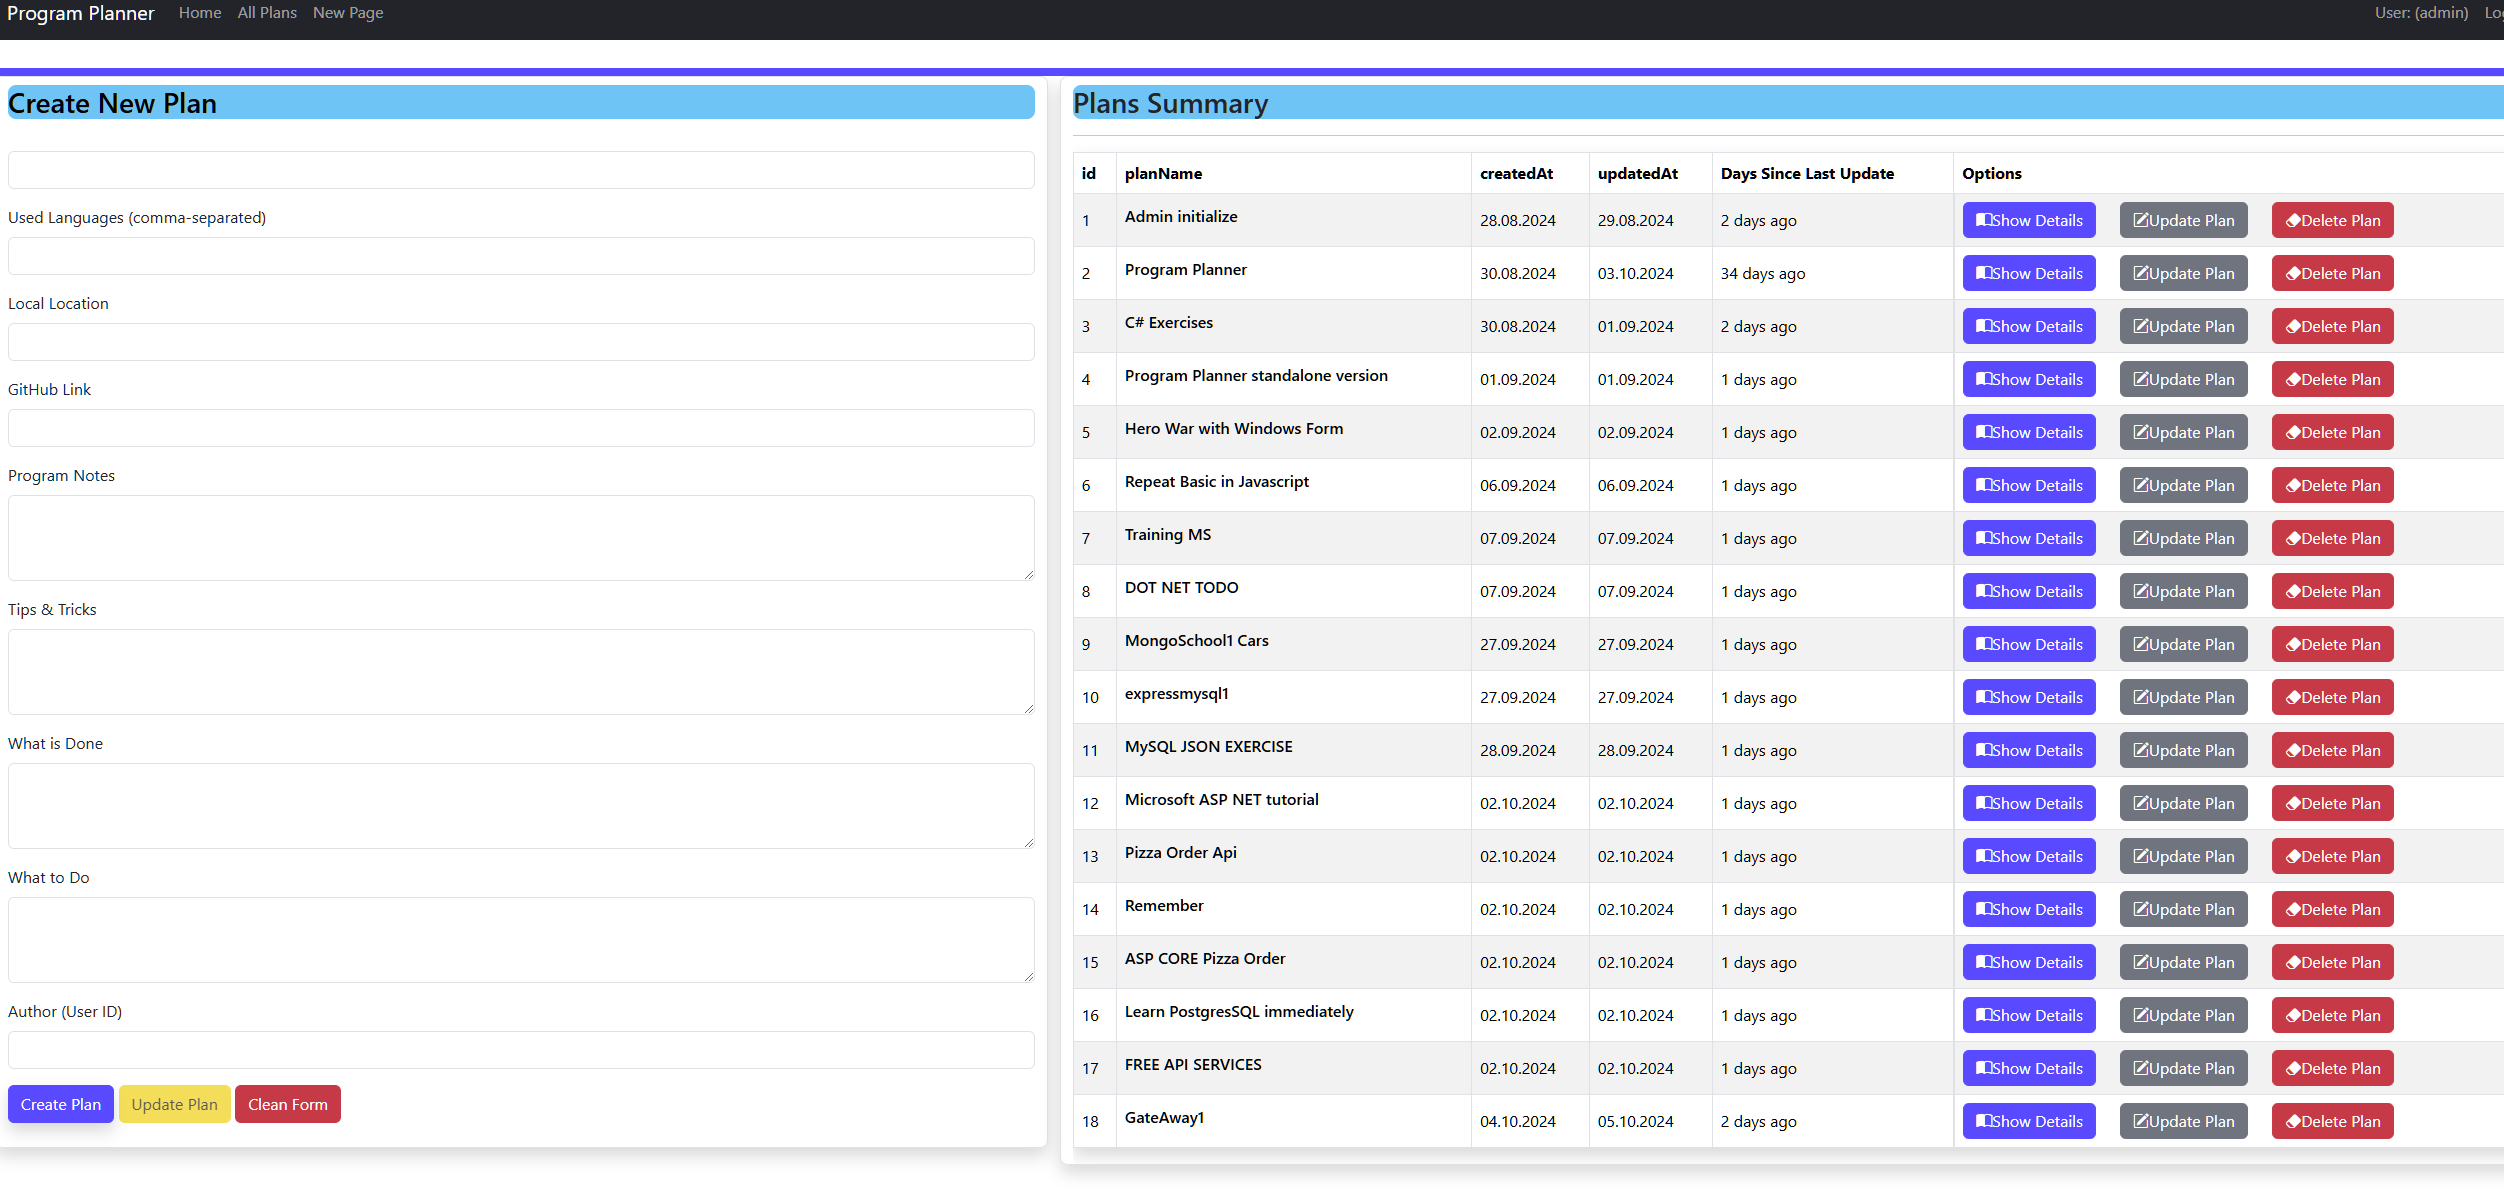 Program Planner Home All Plans New Page User: (admin)
Create New Plan
Used Languages (comma-separated)
Local Location
GitHub Link
Program Notes
Tips & Tricks
What is Done
What to Do
Author (User ID)
Create Plan Update Plan Clean Form
Plans Summary
id planName createdAt updatedAt Days Since Last Update Options
1 Admin initialize 28.08.2024 29.08.2024 2 days ago Show Details Update Plan Delete Plan
2 Program Planner 30.08.2024 03.10.2024 34 days ago Show Details Update Plan Delete Plan
3 C# Exercises 30.08.2024 01.09.2024 2 days ago Show Details Update Plan Delete Plan
4 Program Planner standalone version 01.09.2024 01.09.2024 1 days ago Show Details Update Plan Delete Plan
5 Hero War with Windows Form 02.09.2024 02.09.2024 1 days ago Show Details Update Plan Delete Plan
6 Repeat Basic in Javascript 06.09.2024 06.09.2024 1 days ago Show Details Update Plan Delete Plan
7 Training MS 07.09.2024 07.09.2024 1 days ago Show Details Update Plan Delete Plan
8 DOT NET TODO 07.09.2024 07.09.2024 1 days ago Show Details Update Plan Delete Plan
9 MongoSchool1 Cars 27.09.2024 27.09.2024 1 days ago Show Details Update Plan Delete Plan
10 expressmysql1 27.09.2024 27.09.2024 1 days ago Show Details Update Plan Delete Plan
11 MySQL JSON EXERCISE 28.09.2024 28.09.2024 1 days ago Show Details Update Plan Delete Plan
12 Microsoft ASP NET tutorial 02.10.2024 02.10.2024 1 days ago Show Details Update Plan Delete Plan
13 Pizza Order Api 02.10.2024 02.10.2024 1 days ago Show Details Update Plan Delete Plan
14 Remember 02.10.2024 02.10.2024 1 days ago Show Details Update Plan Delete Plan
15 ASP CORE Pizza Order 02.10.2024 02.10.2024 1 days ago Show Details Update Plan Delete Plan
16 Learn PostgresSQL immediately 02.10.2024 02.10.2024 1 days ago Show Details Update Plan Delete Plan
17 FREE API SERVICES 02.10.2024 02.10.2024 1 days ago Show Details Update Plan Delete Plan
18 GateAway1 04.10.2024 05.10.2024 2 days ago Show Details Update Plan Delete Plan